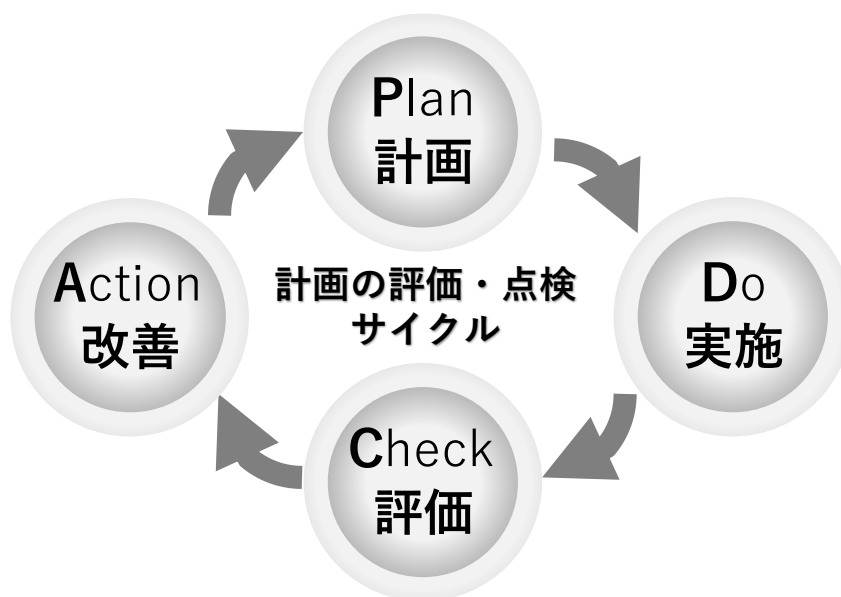 Plan
計画
Do
実施
Check
評価
Action
改善
計画の評価・点検
サイクル